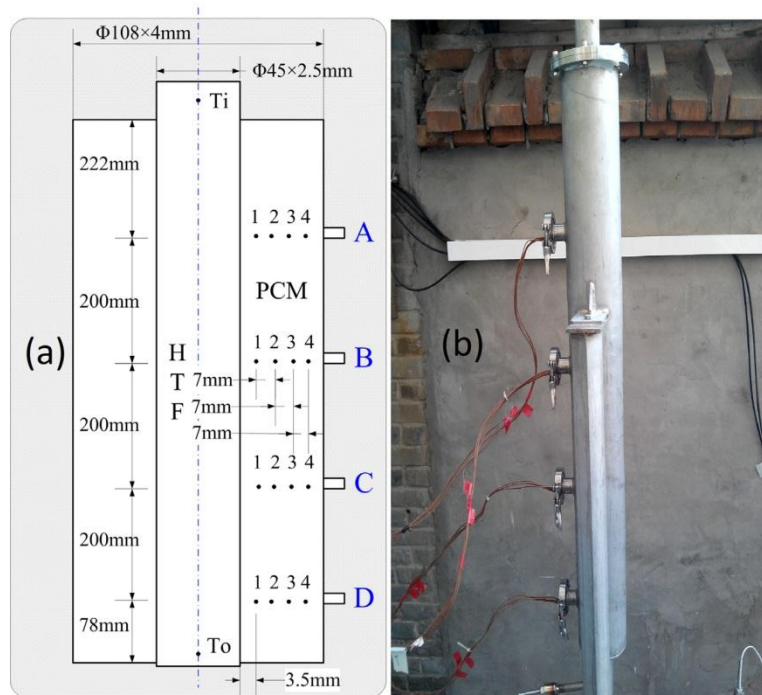 Φ108×4mm
Φ45×2.5mm
Ti
222mm
1 2 3 4
A
200mm
PCM
(a)
H
T
F
1 2 3 4
B
7mm
7mm
7mm
200mm
1 2 3 4
C
200mm
1 2 3 4
D
78mm
To
3.5mm
(b)